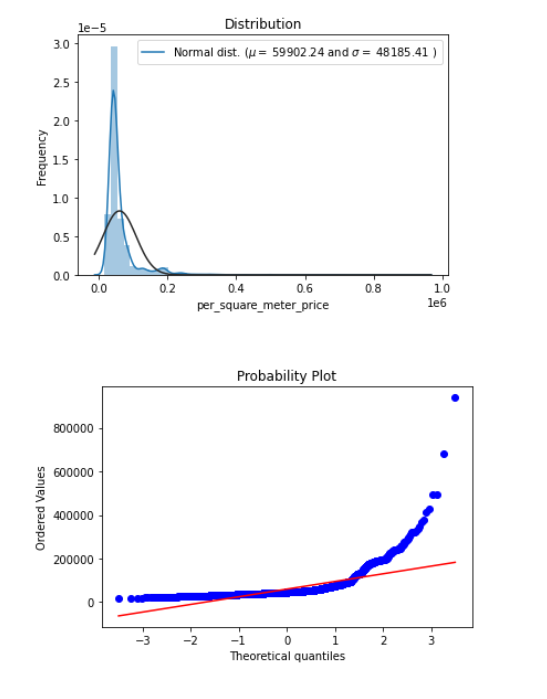 Distribution
1e−5
Normal dist. (μ = 59902.24 and σ = 48185.41 )
3.0
2.5
2.0
1.5
1.0
0.5
0.0
Frequency
0.0 0.2 0.4 0.6 0.8 1.0
1e6
per_square_meter_price
Probability Plot
800000
600000
400000
200000
0
Ordered Values
−3 −2 −1 0 1 2 3
Theoretical quantiles